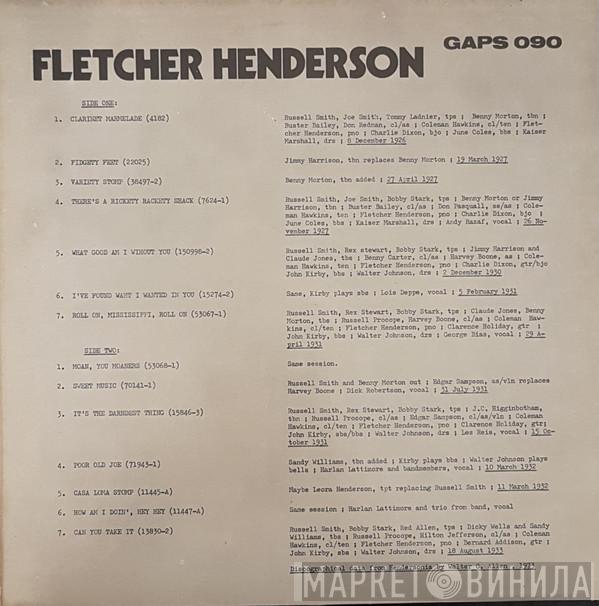 FLETCHER HENDERSON
GAPS 090
SIDE ONE:
1. CLARINET MARMELADE (4182)
Russell Smith, Joe Smith, Tommy Ladnier, tps ; Benny Morton, tbn ;
Buster Bailey, Don Redman, cl/as ; Coleman Hawkins, cl/ten ; Flet-
cher Henderson, pno ; Charlie Dixon, bjo ; June Coles, bbs ; Kaiser
Marshall, drs : 8 December 1926
2. FIDGETY FEET (22025)
Jimmy Harrison, tbn replaces Benny Morton : 19 March 1927
3. VARIETY STOMP (38497-2)
Benny Morton, tbn added : 27 April 1927
4. THERE'S A RICKETY RACKETY SHACK (7624-1)
Russell Smith, Joe Smith, Bobby Stark, tps ; Benny Morton or Jimmy
Harrison, tbn ; Buster Bailey, cl/as ; Don Pasquall, ss/as ; Cole-
man Hawkins, ten ; Fletcher Henderson, pno ; Charlie Dixon, bjo ;
June Coles, bbs ; Kaiser Marshall, drs ; Andy Razaf, vocal : 26 No-
vember 1927
5. WHAT GOOD AM I WIHOUT YOU (150998-2)
Russell Smith, Rex stewart, Bobby Stark, tps ; Jimmy Harrison and
Claude Jones, tbs ; Benny Carter, cl/as ; Harvey Boone, as ; Cole-
man Hawkins, ten ; Fletcher Henderson, pno ; Charlie Dixon, gtr/bjo
John Kirby, bbs ; Walter Johnson, drs : 2 December 1930
6. I'VE FOUND WAHT I WANTED IN YOU (15274-2)
Same, Kirby plays sbs ; Lois Deppe, vocal : 5 February 1931
7. ROLL ON, MISSISSIPPI, ROLL ON (53067-1)
Russell Smith, Rex Stewart, Bobby Stark, tps ; Claude Jones, Benny
Morton, tbs ; Russell Procope, Harvey Boone, cl/as ; Coleman Haw-
kins, cl/ten ; Fletcher Henderson, pno ; Clarence Holiday, gtr ;
John Kirby, bbs ; Walter Johnson, drs ; George Bias, vocal : 29 A-
pril 1931
SIDE TWO:
1. MOAN, YOU MOANERS (53068-1)
Same session.
2. SWEET MUSIC (70141-1)
Russell Smith and Benny Morton out ; Edgar Sampson, as/vln replaces
Harvey Boone ; Dick Robertson, vocal : 31 July 1931
3. IT'S THE DARNDEST THING (15846-3)
Russell Smith, Rex Stewart, Bobby Stark, tps ; J.C. Higginbotham,
tbn ; Russell Procope, cl/as ; Edgar Sampson, cl/as/vln ; Coleman
Hawkins, cl/ten ; Fletcher Henderson, pno ; Clarence Holiday, gtr;
John Kirby, sbs/bbs ; Walter Johnson, drs ; Les Reis, vocal : 15 Oc-
tober 1931
4. POOR OLD JOE (71943-1)
Sandy Williams, tbn added ; Kirby plays bbs ; Walter Johnson plays
bells ; Harlan Lattimore and bandmembers, vocal : 10 March 1932
5. CASA LOMA STOMP (11445-A)
Maybe Leora Henderson, tpt replacing Russell Smith : 11 March 1932
6. HOW AM I DOIN', HEY HEY (11447-A)
Same session ; Harlan Lattimore and trio from band, vocal
7. CAN YOU TAKE IT (13830-2)
Russell Smith, Bobby Stark, Red Allen, tps ; Dicky Wells and Sandy
Williams, tbs ; Russell Procope, Hilton Jefferson, cl/as ; Coleman
Hawkins, cl/ten ; Fletcher Henderson, pno ; Bernard Addison, gtr ;
John Kirby, sbs ; Walter Johnson, drs : 18 August 1933
Discographical data from Hendersonia by Walter C. Allen, 1973
МАРКЕТ ВИНИЛА